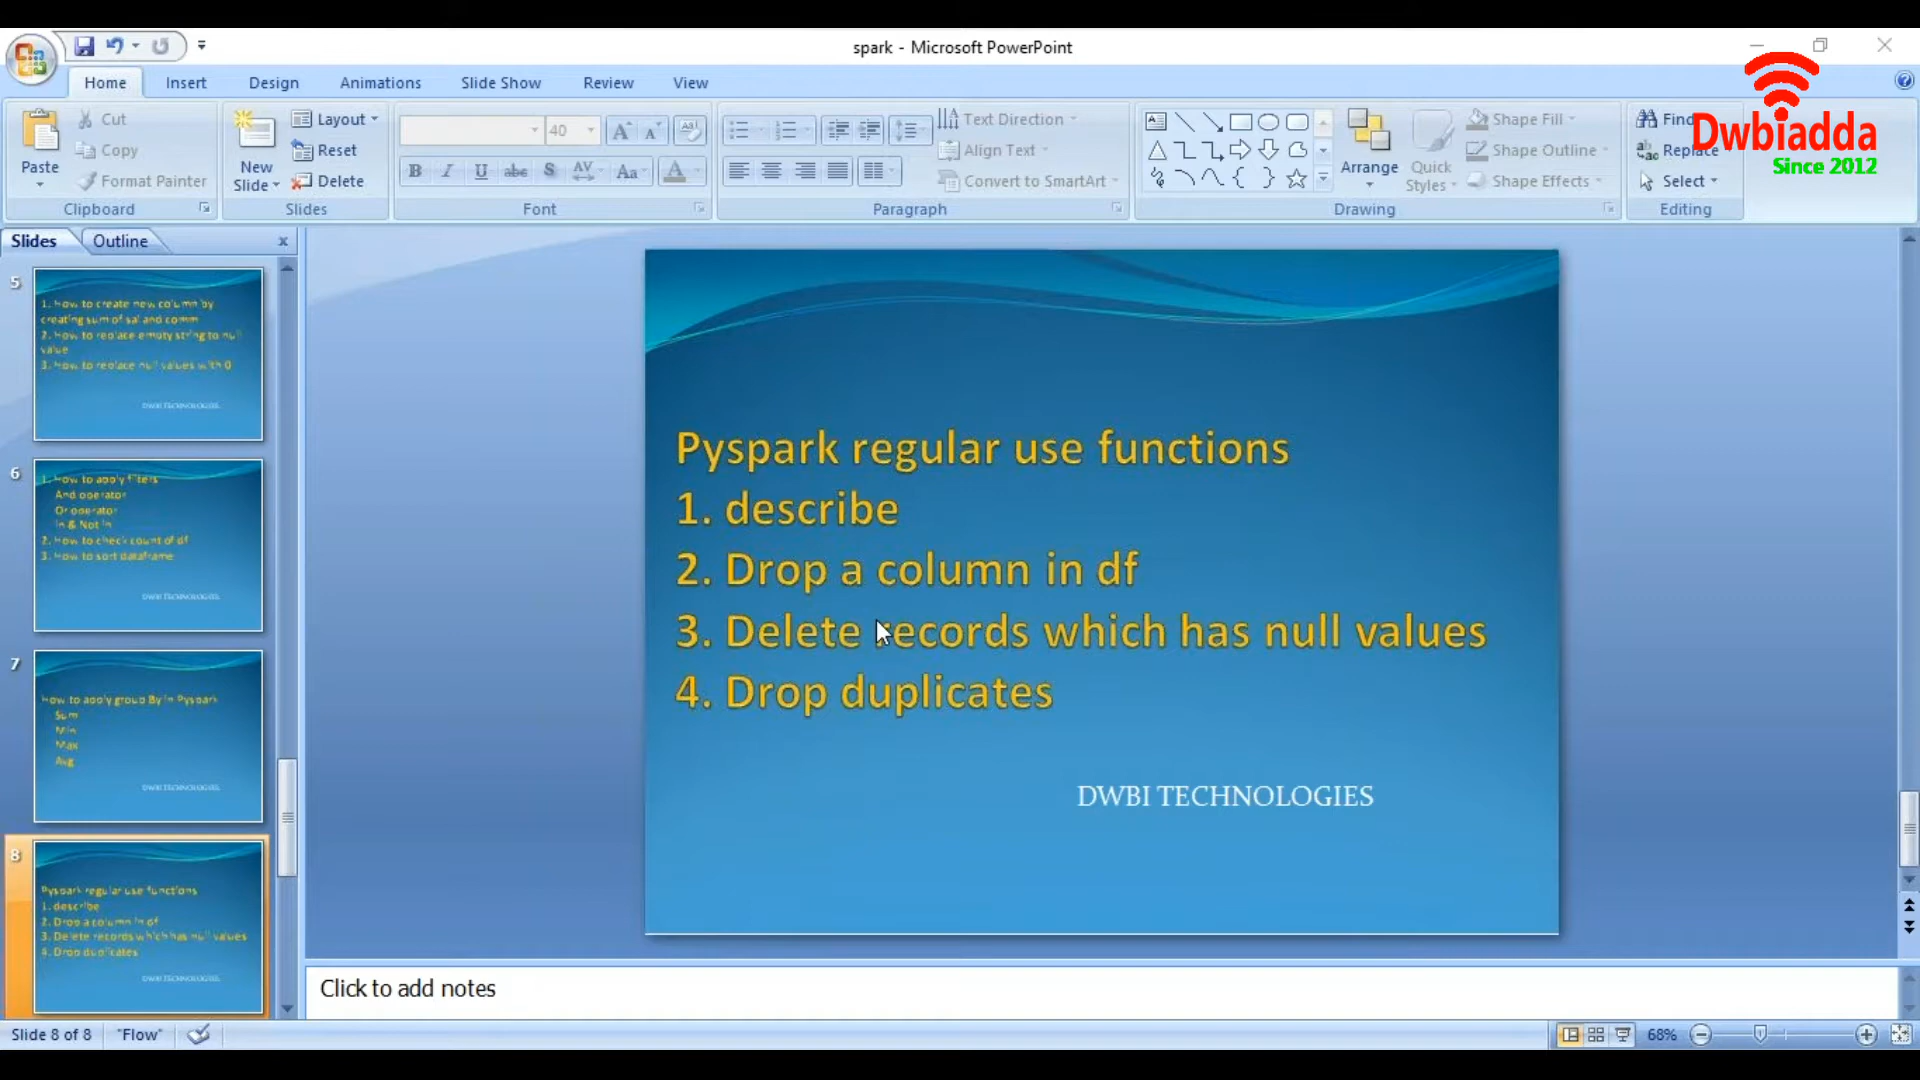 spark - Microsoft PowerPoint
Home Insert Design Animations Slide Show Review View
Paste
Cut
Copy
Format Painter
Clipboard
New Slide
Layout
Reset
Delete
Slides
40
B I U abc S AV Aa A
Font
Text Direction
Align Text
Convert to SmartArt
Paragraph
Arrange
Quick Styles
Shape Fill
Shape Outline
Shape Effects
Drawing
Find
Replace
Select
Editing
Dwbiadda
Since 2012
Slides Outline
5
1. How to create new column by
creating sum of sal and comm
2. How to replace empty string to null
value
3. How to replace null values with 0
DWBI TECHNOLOGIES
6
1. How to apply filters
And operator
Or operator
In & Not in
2. How to check count of df
3. How to sort dataframe
DWBI TECHNOLOGIES
7
How to apply group By in Pyspark
Sum
Min
Max
Avg
DWBI TECHNOLOGIES
8
Pyspark regular use functions
1. describe
2. Drop a column in df
3. Delete records which has null values
4. Drop duplicates
DWBI TECHNOLOGIES
Pyspark regular use functions
1. describe
2. Drop a column in df
3. Delete records which has null values
4. Drop duplicates
DWBI TECHNOLOGIES
Click to add notes
Slide 8 of 8 "Flow" 68%